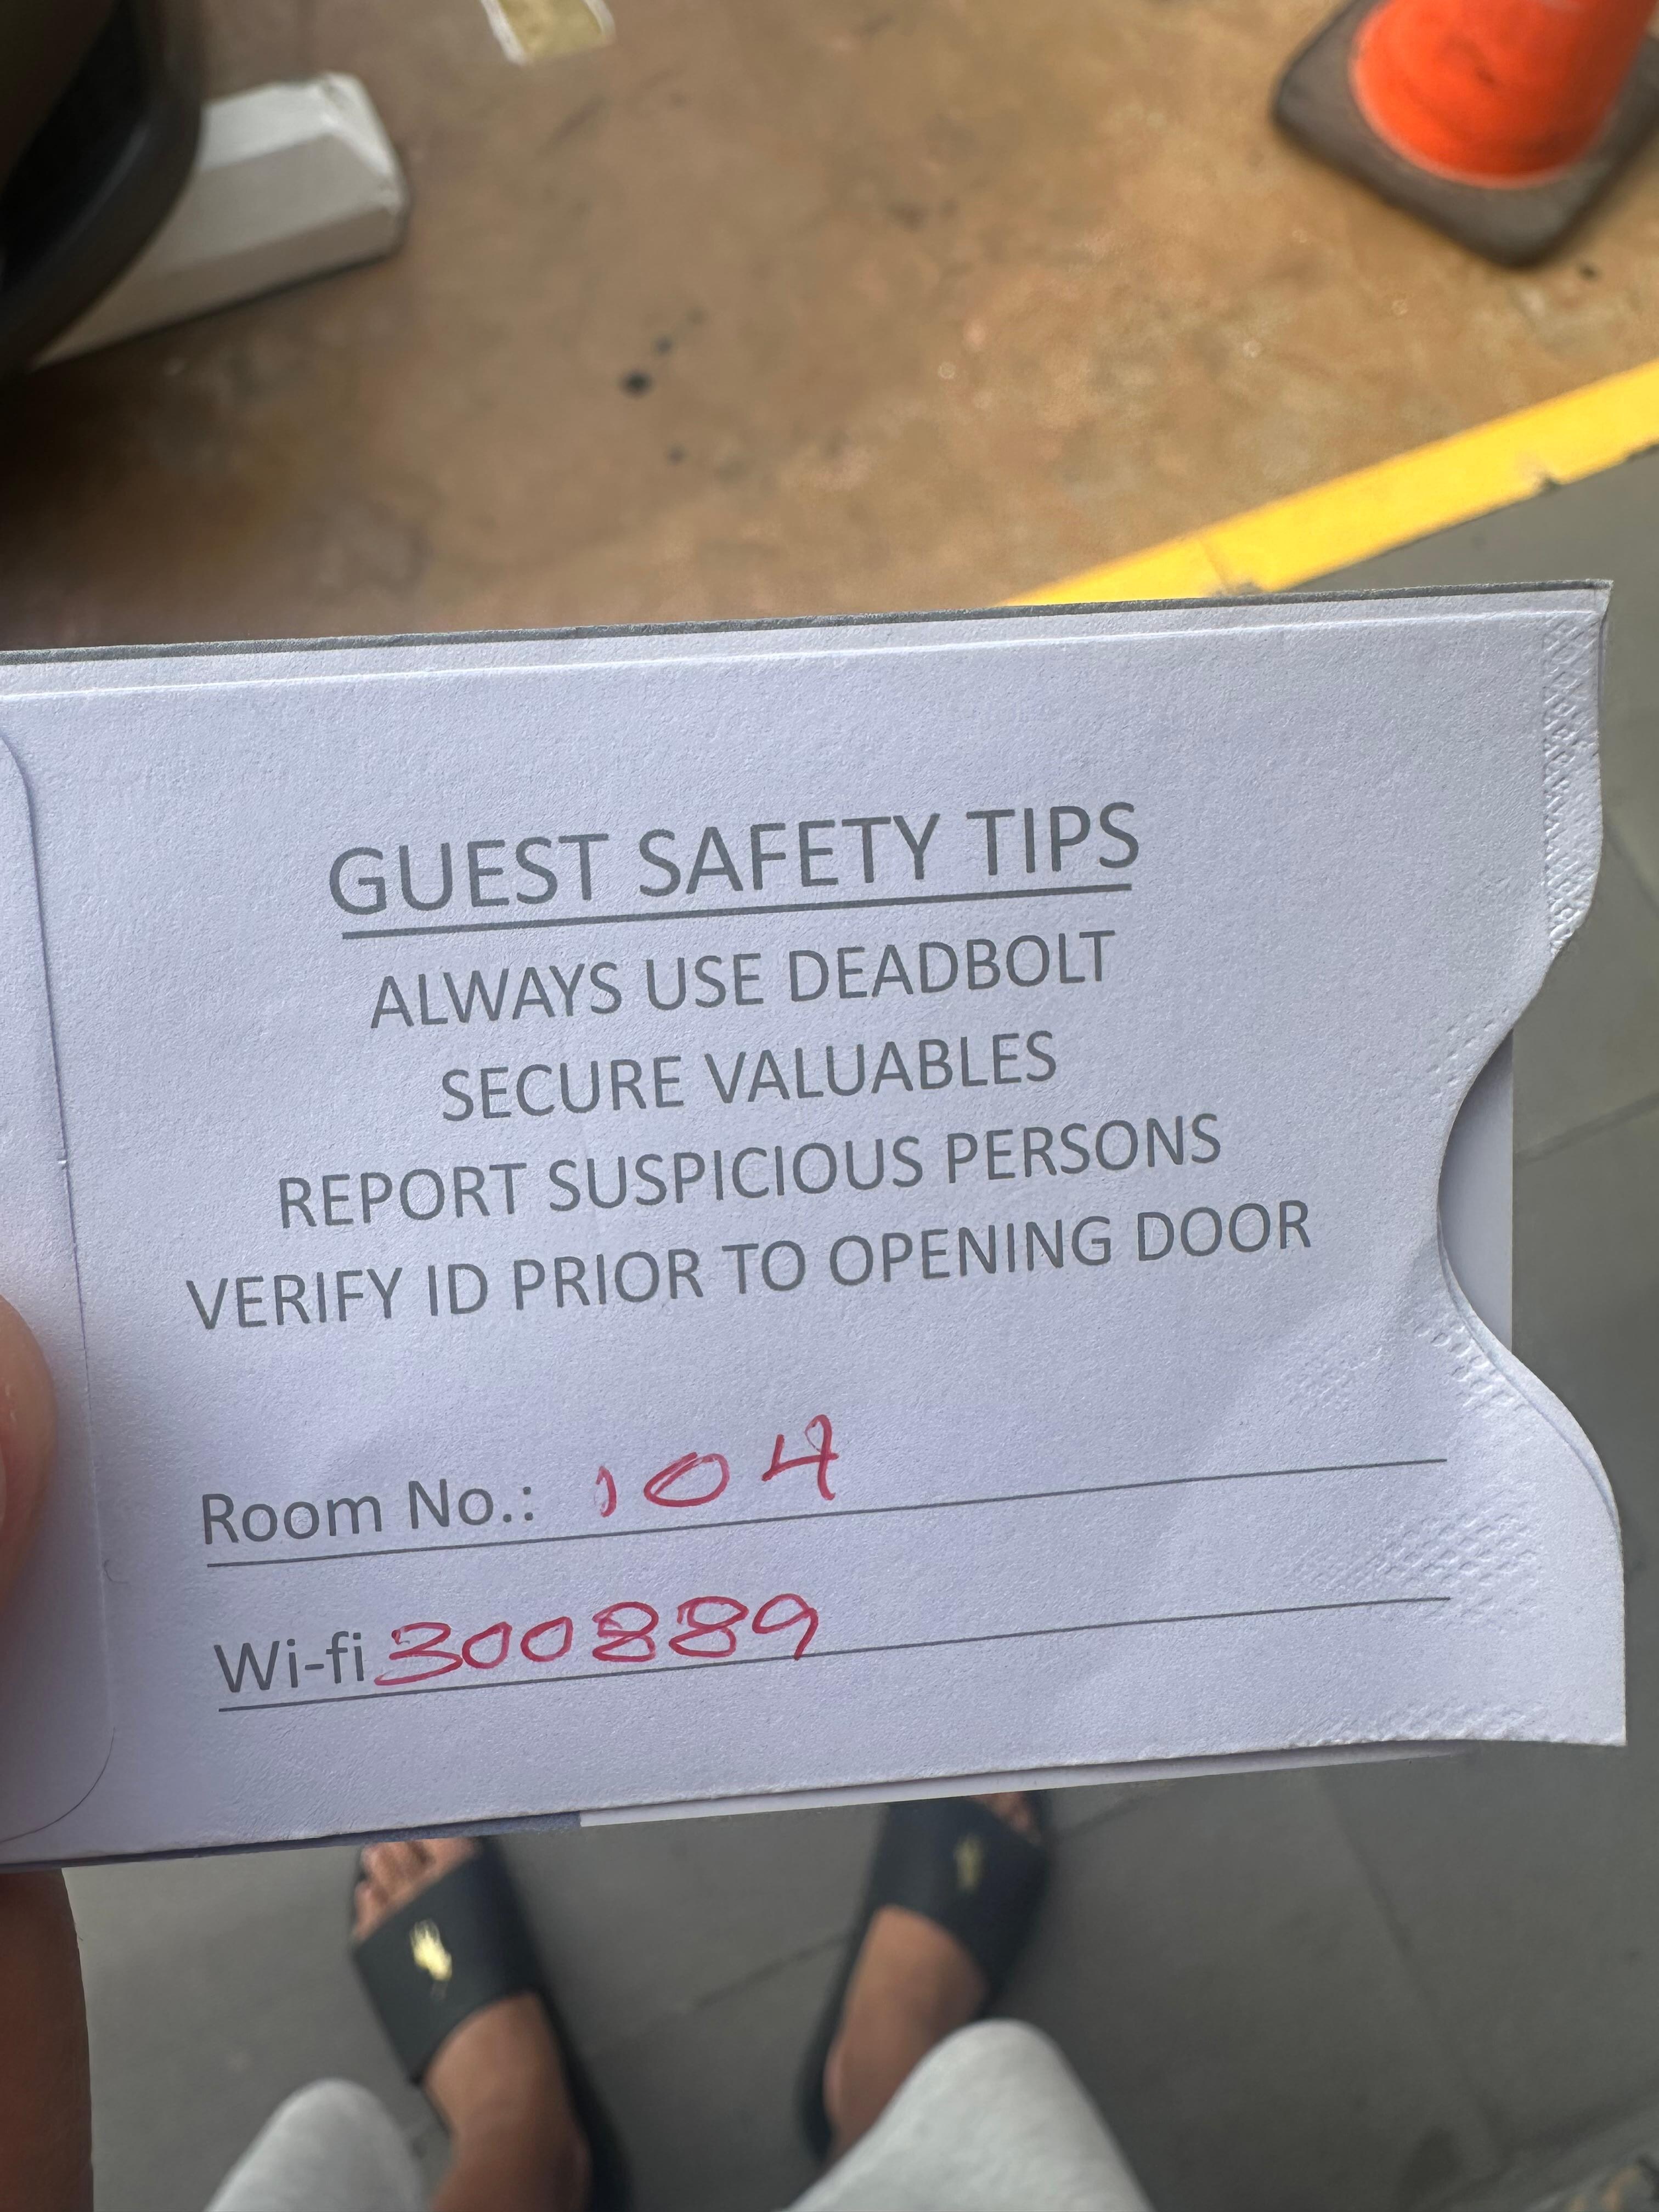 GUEST SAFETY TIPS
ALWAYS USE DEADBOLT
SECURE VALUABLES
REPORT SUSPICIOUS PERSONS
VERIFY ID PRIOR TO OPENING DOOR
Room No.: 104
Wi-fi 300889